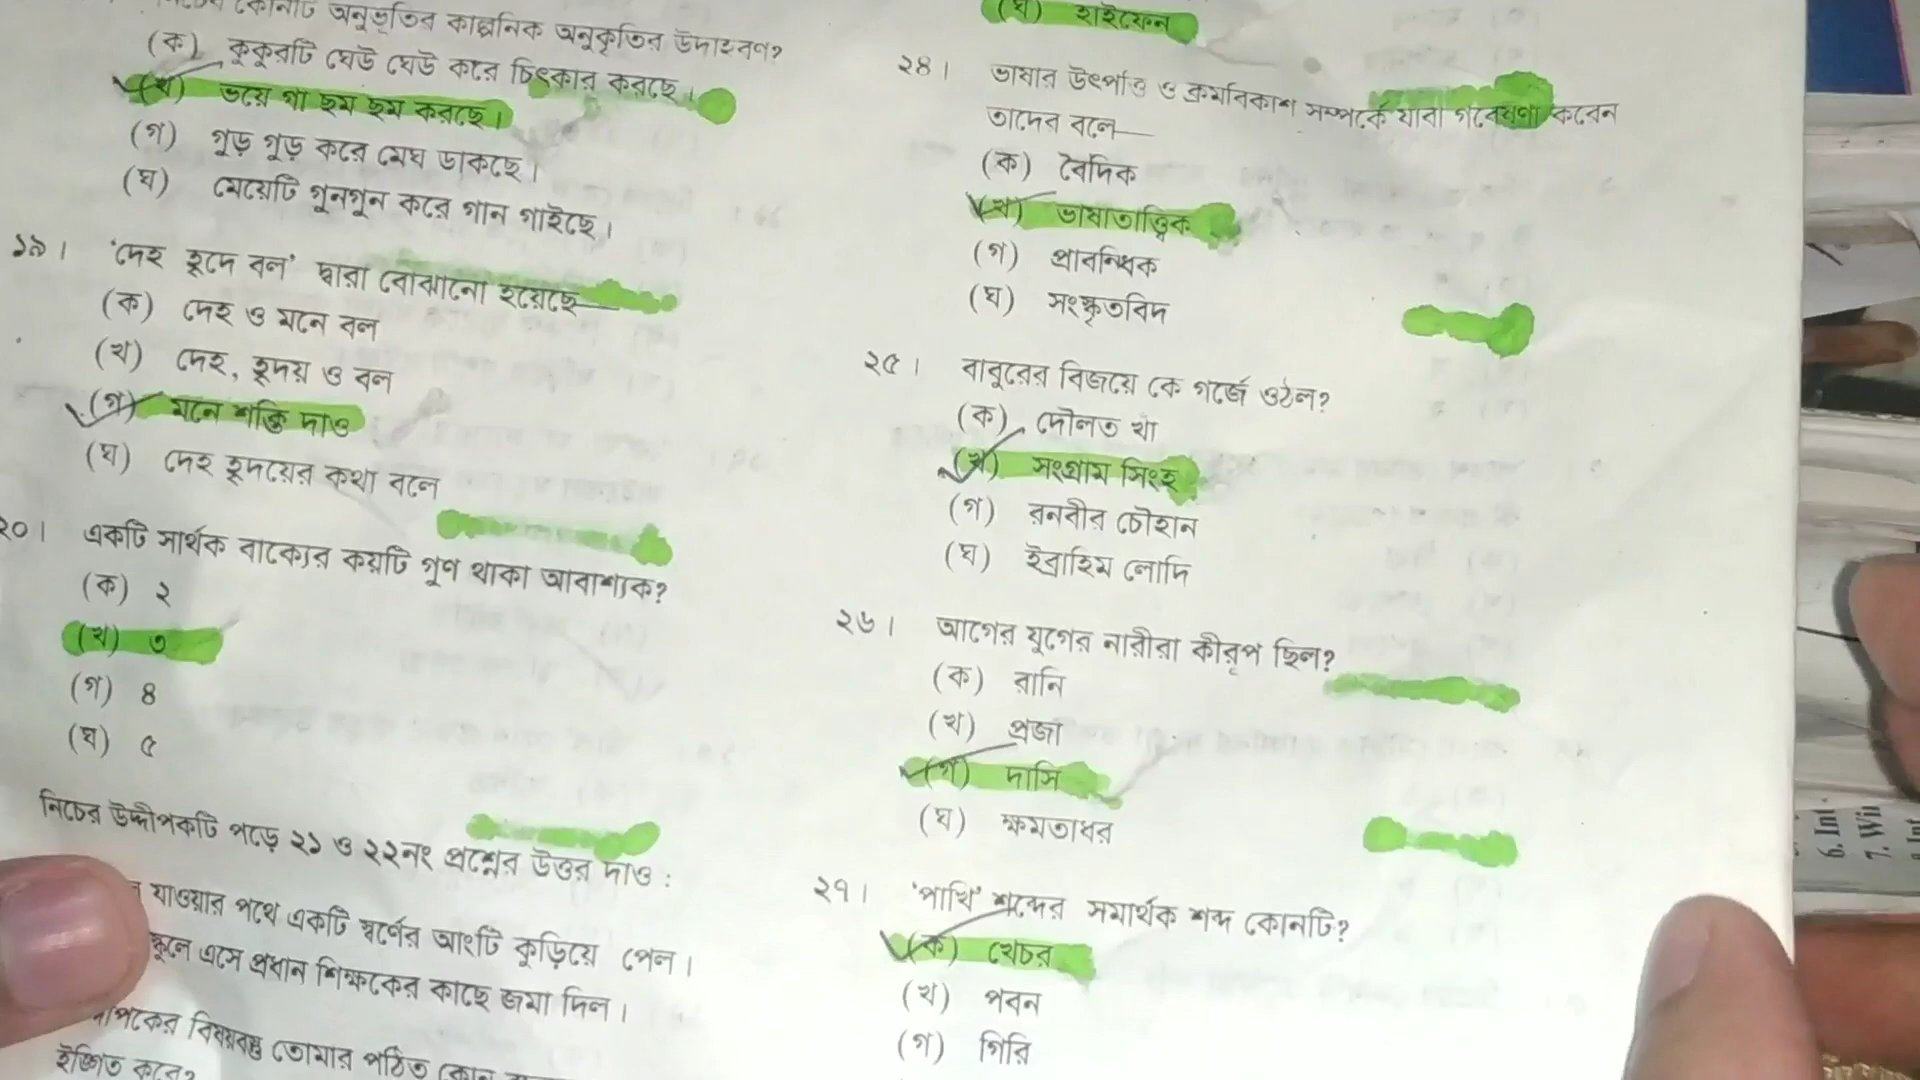 কোনটি অনুভূতির কাল্পনিক অনুকৃতির উদাহরণ?
(ক) কুকুরটি ঘেউ ঘেউ করে চিৎকার করছে।
(খ) ভয়ে গা ছম ছম করছে।
(গ) গুড় গুড় করে মেঘ ডাকছে।
(ঘ) মেয়েটি গুনগুন করে গান গাইছে।
১৯। 'দেহ হৃদে বল' দ্বারা বোঝানো হয়েছে—
(ক) দেহ ও মনে বল
(খ) দেহ, হৃদয় ও বল
(গ) মনে শক্তি দাও
(ঘ) দেহ হৃদয়ের কথা বলে
২০। একটি সার্থক বাক্যের কয়টি গুণ থাকা আবাশ্যক?
(ক) ২
(খ) ৩
(গ) ৪
(ঘ) ৫
নিচের উদ্দীপকটি পড়ে ২১ ও ২২নং প্রশ্নের উত্তর দাও :
যাওয়ার পথে একটি স্বর্ণের আংটি কুড়িয়ে পেল।
স্কুলে এসে প্রধান শিক্ষকের কাছে জমা দিল।
বিষয়বস্তু তোমার পঠিত কোন
ইঙ্গিত করে?
(ঘ) হাইফেন
২৪। ভাষার উৎপত্তি ও ক্রমবিকাশ সম্পর্কে যারা গবেষণা করেন
তাদের বলে—
(ক) বৈদিক
(খ) ভাষাতাত্ত্বিক
(গ) প্রাবন্ধিক
(ঘ) সংস্কৃতবিদ
২৫। বাবুরের বিজয়ে কে গর্জে ওঠল?
(ক) দৌলত খা
(খ) সংগ্রাম সিংহ
(গ) রনবীর চৌহান
(ঘ) ইব্রাহিম লোদি
২৬। আগের যুগের নারীরা কীরূপ ছিল?
(ক) রানি
(খ) প্রজা
(গ) দাসি
(ঘ) ক্ষমতাধর
২৭। 'পাখি' শব্দের সমার্থক শব্দ কোনটি?
(ক) খেচর
(খ) পবন
(গ) গিরি
6. Int
7. Wil